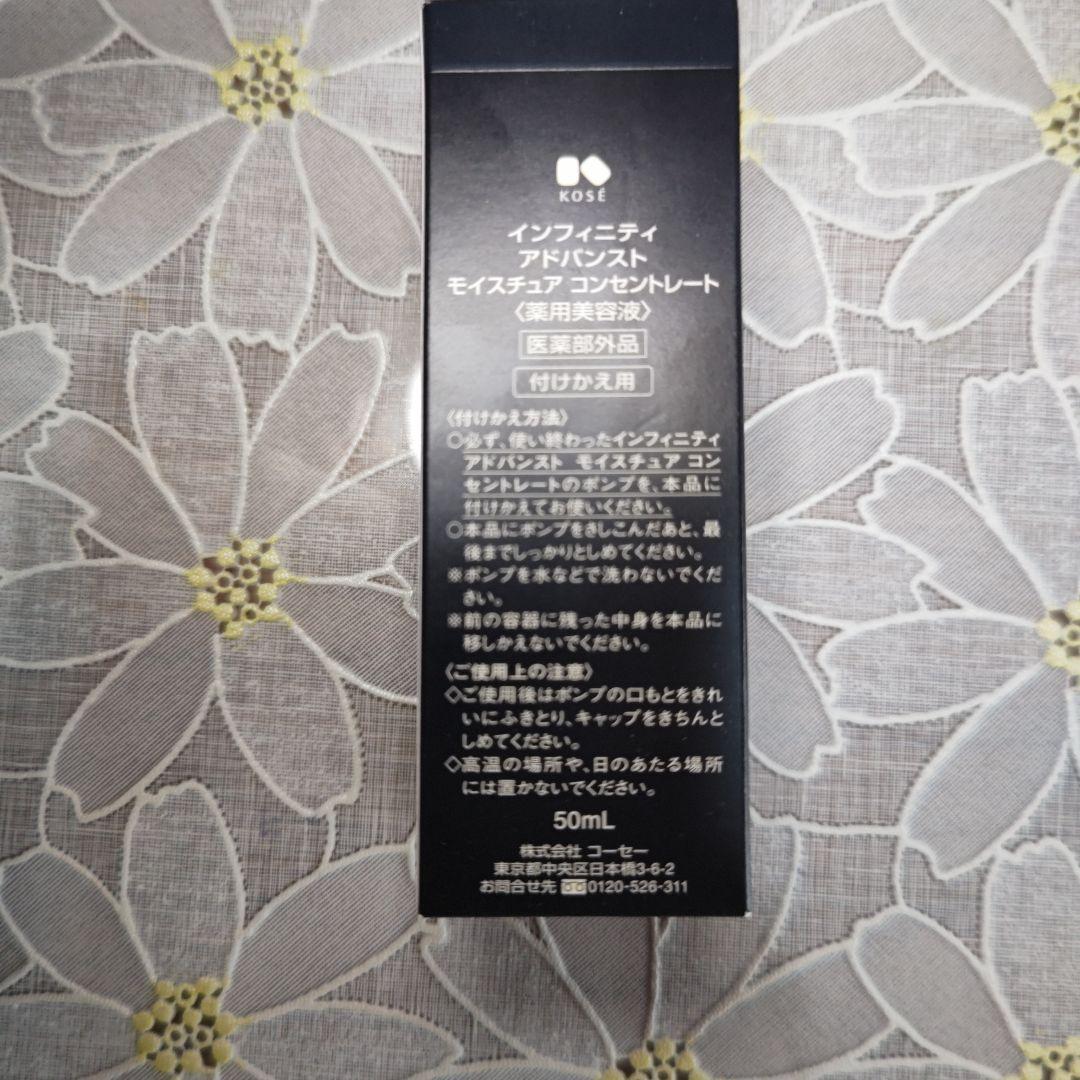 KOSÉ
インフィニティ
アドバンスト
モイスチュア コンセントレート
〈薬用美容液〉
医薬部外品
付けかえ用
〈付けかえ方法〉
○必ず、使い終わったインフィニティ
アドバンスト モイスチュア コン
セントレートのポンプを、本品に
付けかえてお使いください。
○本品にポンプをさしこんだあと、最
後までしっかりとしめてください。
※ポンプを水などで洗わないでくだ
さい。
※前の容器に残った中身を本品に
移しかえないでください。
〈ご使用上の注意〉
◇ご使用後はポンプの口もとをきれ
いにふきとり、キャップをきちんと
しめてください。
◇高温の場所や、日のあたる場所
には置かないでください。
50mL
株式会社 コーセー
東京都中央区日本橋3-6-2
お問合せ先 0120-526-311